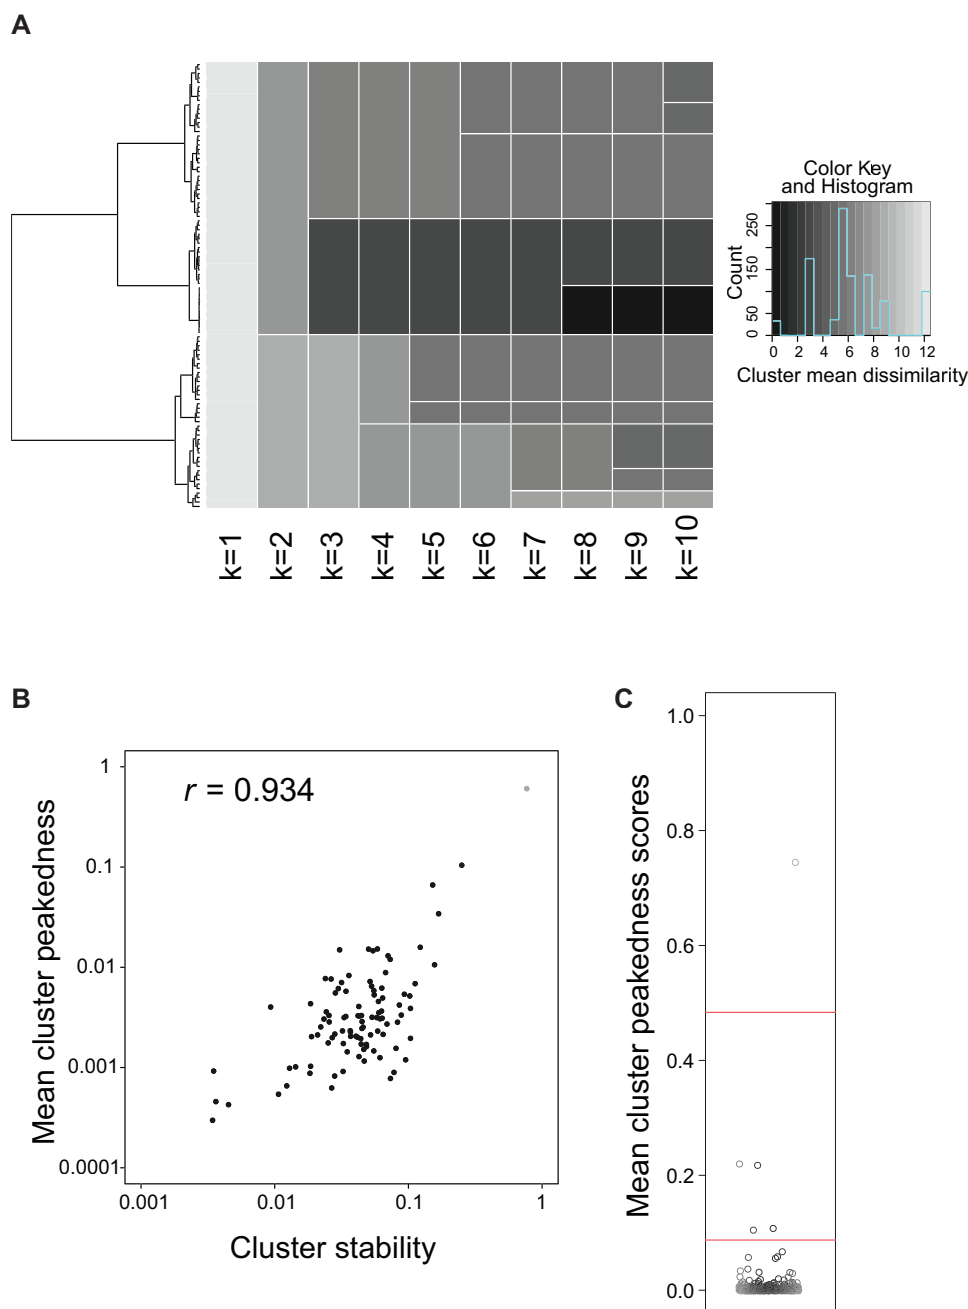 A
Color Key
and Histogram
Count
0 50 150 250
0 2 4 6 8 10 12
Cluster mean dissimilarity
k=1 k=2 k=3 k=4 k=5 k=6 k=7 k=8 k=9 k=10
B
r = 0.934
Mean cluster peakedness
1
0.1
0.01
0.001
0.0001
0.001 0.01 0.1 1
Cluster stability
C
Mean cluster peakedness scores
1.0
0.8
0.6
0.4
0.2
0.0